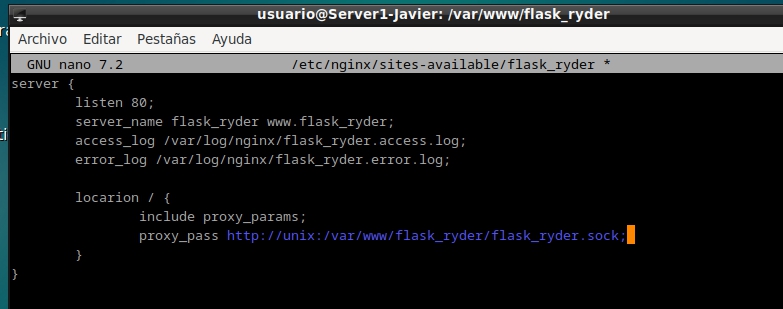 usuario@Server1-Javier: /var/www/flask_ryder
Archivo Editar Pestañas Ayuda
GNU nano 7.2 /etc/nginx/sites-available/flask_ryder *
server {
listen 80;
server_name flask_ryder www.flask_ryder;
access_log /var/log/nginx/flask_ryder.access.log;
error_log /var/log/nginx/flask_ryder.error.log;
locarion / {
include proxy_params;
proxy_pass http://unix:/var/www/flask_ryder/flask_ryder.sock;
}
}